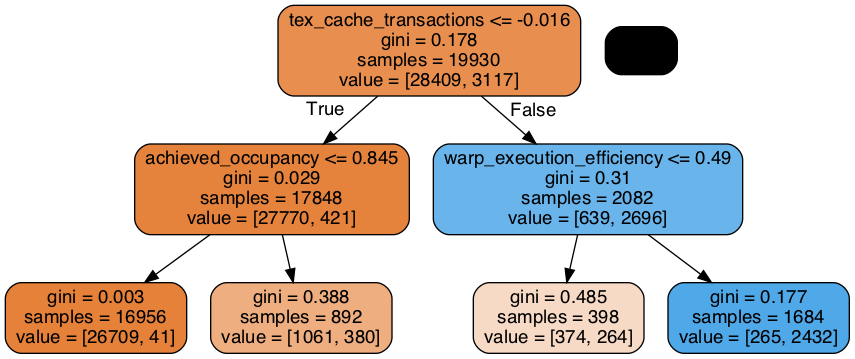 tex_cache_transactions <= -0.016
gini = 0.178
samples = 19930
value = [28409, 3117]
True
False
achieved_occupancy <= 0.845
gini = 0.029
samples = 17848
value = [27770, 421]
warp_execution_efficiency <= 0.49
gini = 0.31
samples = 2082
value = [639, 2696]
gini = 0.003
samples = 16956
value = [26709, 41]
gini = 0.388
samples = 892
value = [1061, 380]
gini = 0.485
samples = 398
value = [374, 264]
gini = 0.177
samples = 1684
value = [265, 2432]